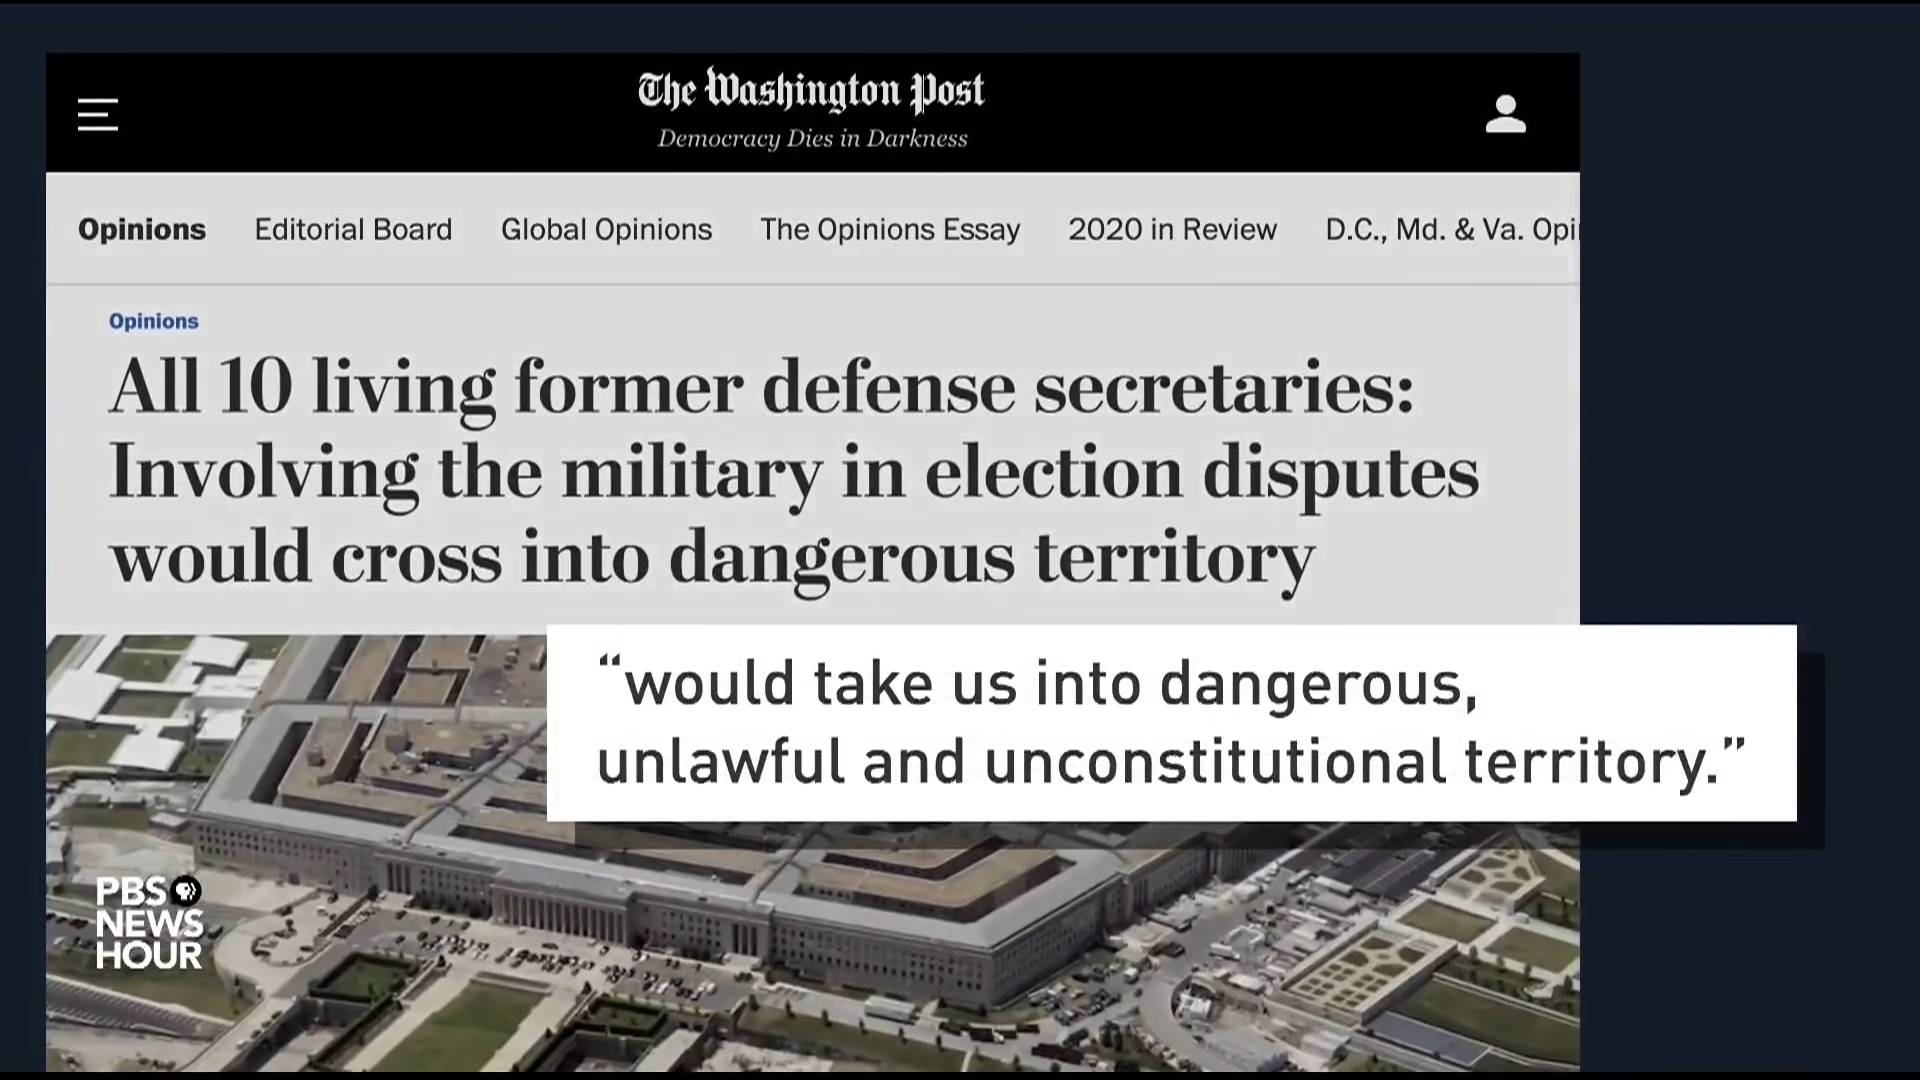 The Washington Post
Democracy Dies in Darkness
Opinions Editorial Board Global Opinions The Opinions Essay 2020 in Review D.C., Md. & Va. Opi
Opinions
All 10 living former defense secretaries:
Involving the military in election disputes
would cross into dangerous territory
“would take us into dangerous,
unlawful and unconstitutional territory.”
PBS
NEWS
HOUR